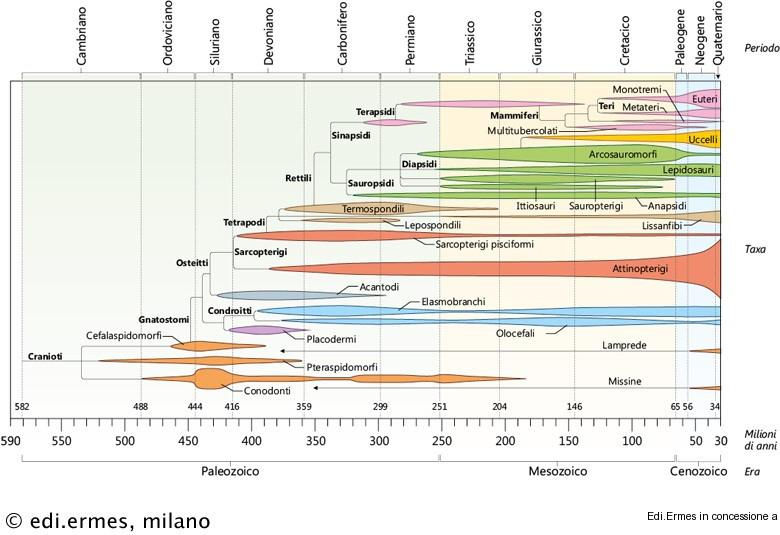 Cambriano
Ordoviciano
Siluriano
Devoniano
Carbonifero
Permiano
Triassico
Giurassico
Cretacico
Paleogene
Neogene
Quaternario
Periodo
Monotremi
Euteri
Terapsidi
Teri
Metateri
Mammiferi
Sinapsidi
Multitubercolati
Uccelli
Arcosauromorfi
Diapsidi
Lepidosauri
Rettili
Sauropsidi
Ittiosauri
Sauropterigi
Anapsidi
Termospondili
Tetrapodi
Lepospondili
Lissanfibi
Sarcopterigi pisciformi
Sarcopterigi
Taxa
Osteitti
Attinopterigi
Acantodi
Elasmobranchi
Condroitti
Gnatostomi
Olocefali
Cefalaspidomorfi
Placodermi
Lamprede
Cranioti
Pteraspidomorfi
Missine
Conodonti
582 488 444 416 359 299 251 204 146 65 56 34
590 550 500 450 400 350 300 250 200 150 100 50 30
Milioni
di anni
Paleozoico Mesozoico Cenozoico Era
© edi.ermes, milano
Edi.Ermes in concessione a